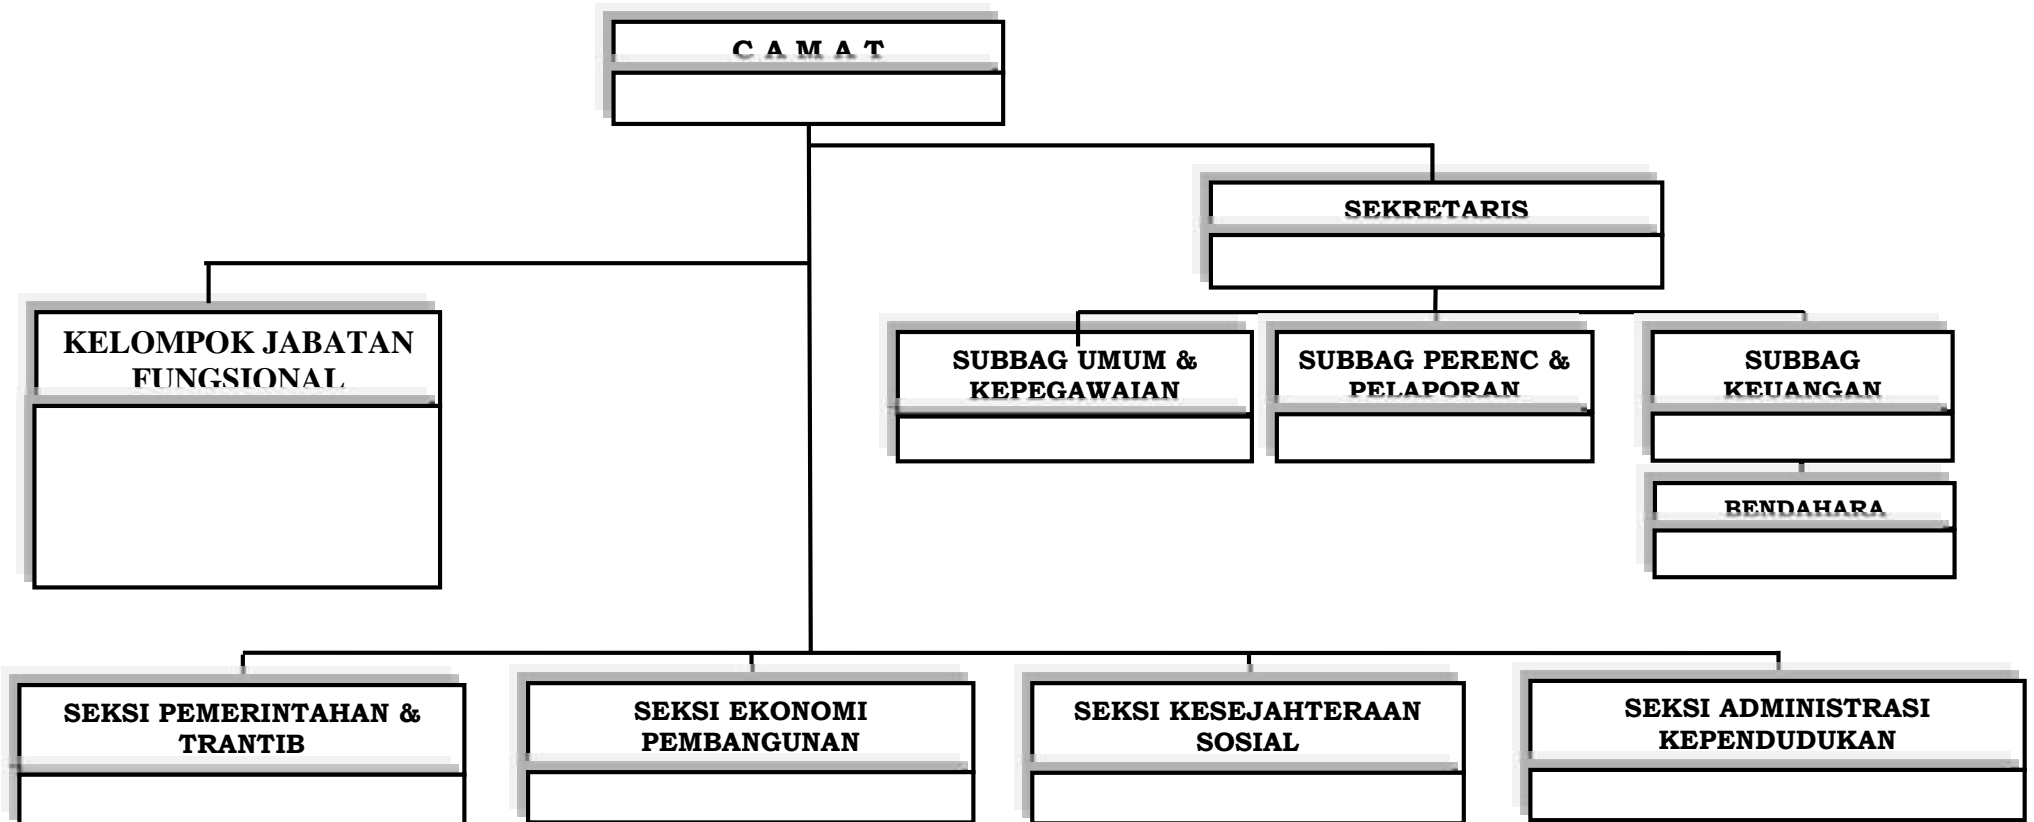 C A M A T
SEKRETARIS
KELOMPOK JABATAN
FUNGSIONAL
SUBBAG UMUM &
KEPEGAWAIAN
SUBBAG PERENC &
PELAPORAN
SUBBAG
KEUANGAN
BENDAHARA
SEKSI PEMERINTAHAN &
TRANTIB
SEKSI EKONOMI
PEMBANGUNAN
SEKSI KESEJAHTERAAN
SOSIAL
SEKSI ADMINISTRASI
KEPENDUDUKAN